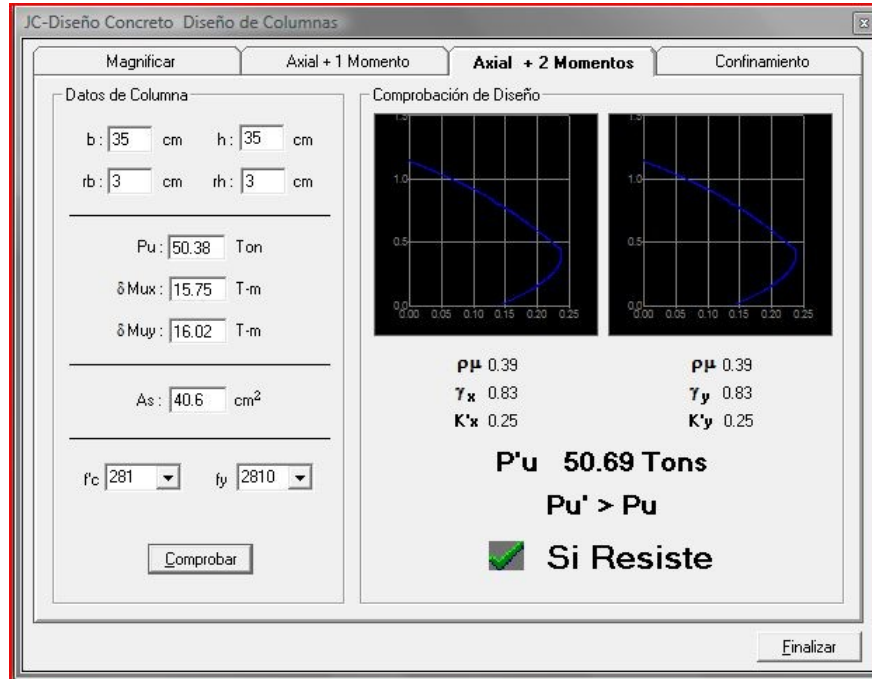 JC-Diseño Concreto Diseño de Columnas
Magnificar
Axial + 1 Momento
Axial + 2 Momentos
Confinamiento
Datos de Columna
b : 35 cm h : 35 cm
rb : 3 cm rh : 3 cm
Pu : 50.38 Ton
δMux : 15.75 T-m
δMuy : 16.02 T-m
As : 40.6 cm²
f'c 281 fy 2810
Comprobar
Comprobación de Diseño
1.5
1.0
0.5
0.0
0.00 0.05 0.10 0.15 0.20 0.25
1.5
1.0
0.5
0.0
0.00 0.05 0.10 0.15 0.20 0.25
ρμ 0.39
γx 0.83
K'x 0.25
ρμ 0.39
γy 0.83
K'y 0.25
P'u 50.69 Tons
Pu' > Pu
Si Resiste
Finalizar